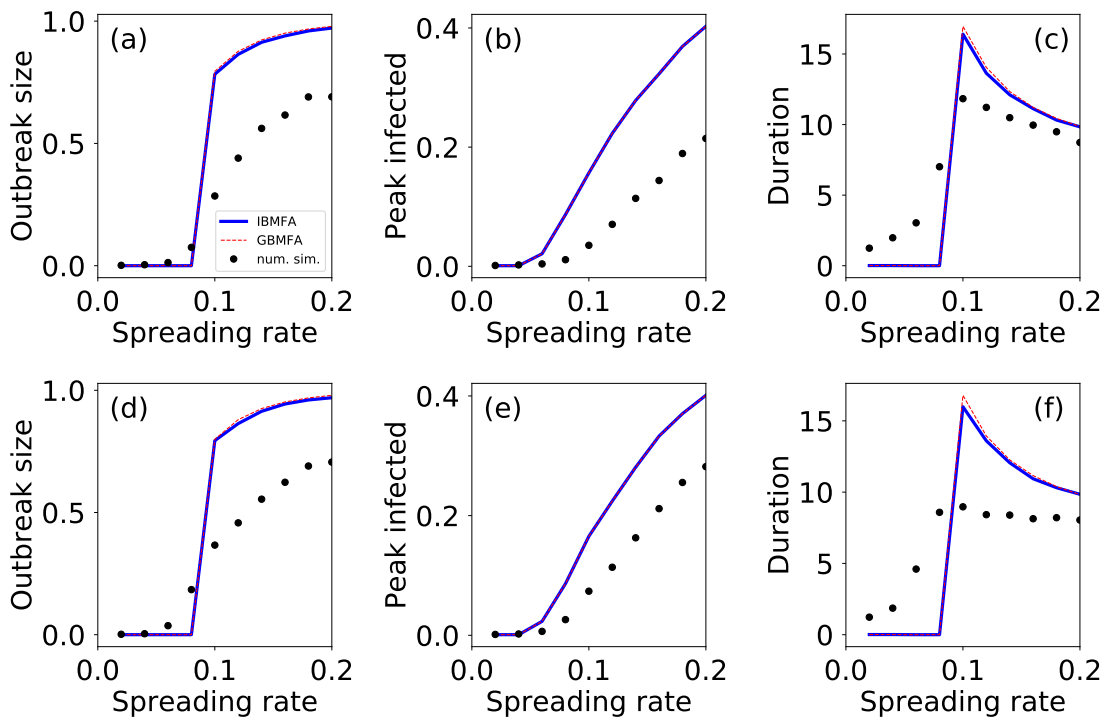 (a)
Outbreak size
1.0
0.5
0.0
IBMFA
GBMFA
num. sim.
0.0 0.1 0.2
Spreading rate
(b)
Peak infected
0.4
0.2
0.0
0.0 0.1 0.2
Spreading rate
(c)
Duration
15
10
5
0
0.0 0.1 0.2
Spreading rate
(d)
Outbreak size
1.0
0.5
0.0
0.0 0.1 0.2
Spreading rate
(e)
Peak infected
0.4
0.2
0.0
0.0 0.1 0.2
Spreading rate
(f)
Duration
15
10
5
0
0.0 0.1 0.2
Spreading rate